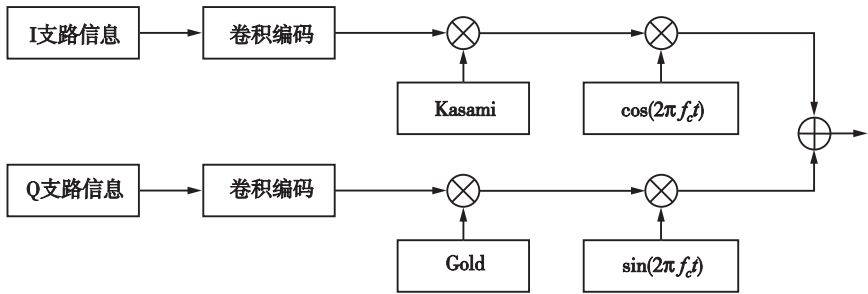 I支路信息
卷积编码
Kasami
cos(2π f_c t)
Q支路信息
卷积编码
Gold
sin(2π f_c t)